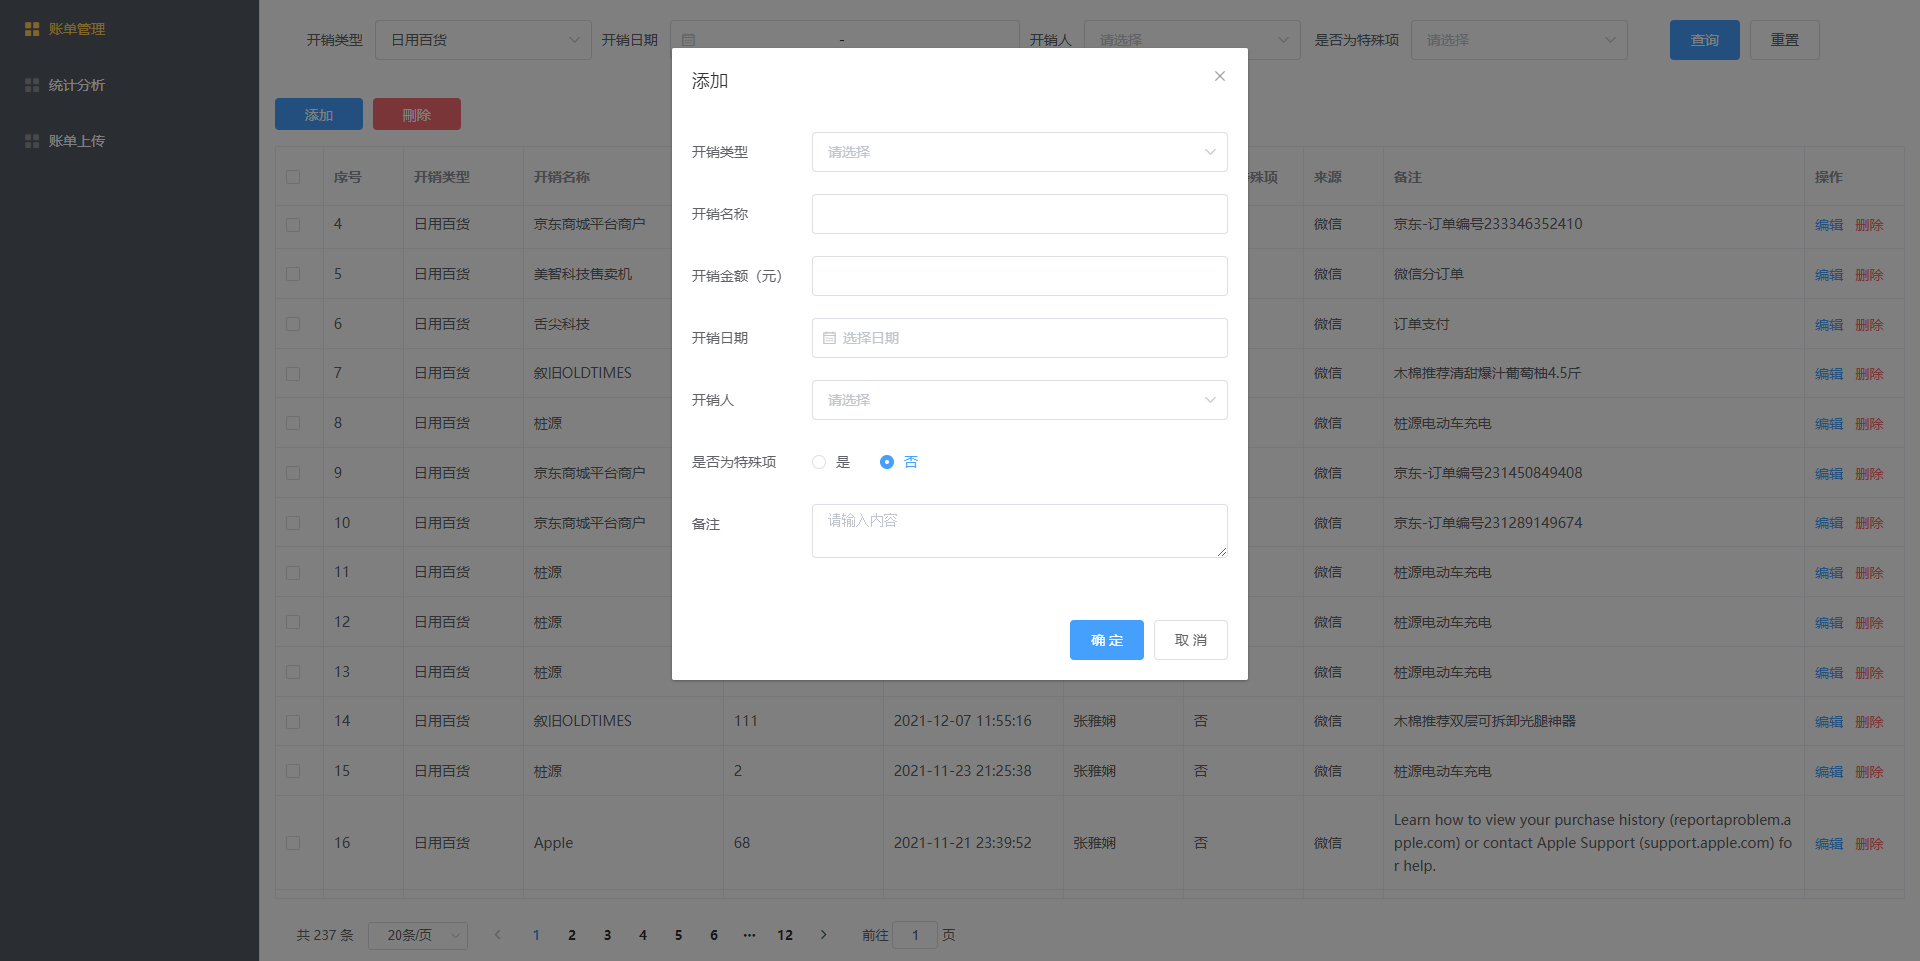 账单管理
统计分析
账单上传
开销类型 日用百货 开销日期 - 开销人 请选择 是否为特殊项 请选择 查询 重置
添加 删除
序号 开销类型 开销名称 殊项 来源 备注 操作
4 日用百货 京东商城平台商户 微信 京东-订单编号233346352410 编辑 删除
5 日用百货 美智科技售卖机 微信 微信分订单 编辑 删除
6 日用百货 舌尖科技 微信 订单支付 编辑 删除
7 日用百货 叙旧OLDTIMES 微信 木棉推荐清甜爆汁葡萄柚4.5斤 编辑 删除
8 日用百货 桩源 微信 桩源电动车充电 编辑 删除
9 日用百货 京东商城平台商户 微信 京东-订单编号231450849408 编辑 删除
10 日用百货 京东商城平台商户 微信 京东-订单编号231289149674 编辑 删除
11 日用百货 桩源 微信 桩源电动车充电 编辑 删除
12 日用百货 桩源 微信 桩源电动车充电 编辑 删除
13 日用百货 桩源 微信 桩源电动车充电 编辑 删除
14 日用百货 叙旧OLDTIMES 111 2021-12-07 11:55:16 张雅娴 否 微信 木棉推荐双层可拆卸光腿神器 编辑 删除
15 日用百货 桩源 2 2021-11-23 21:25:38 张雅娴 否 微信 桩源电动车充电 编辑 删除
16 日用百货 Apple 68 2021-11-21 23:39:52 张雅娴 否 微信 Learn how to view your purchase history (reportaproblem.a
pple.com) or contact Apple Support (support.apple.com) fo
r help. 编辑 删除
共 237 条 20条/页 1 2 3 4 5 6 ··· 12 前往 1 页
添加
开销类型 请选择
开销名称
开销金额（元）
开销日期 选择日期
开销人 请选择
是否为特殊项 是 否
备注 请输入内容
确 定 取 消